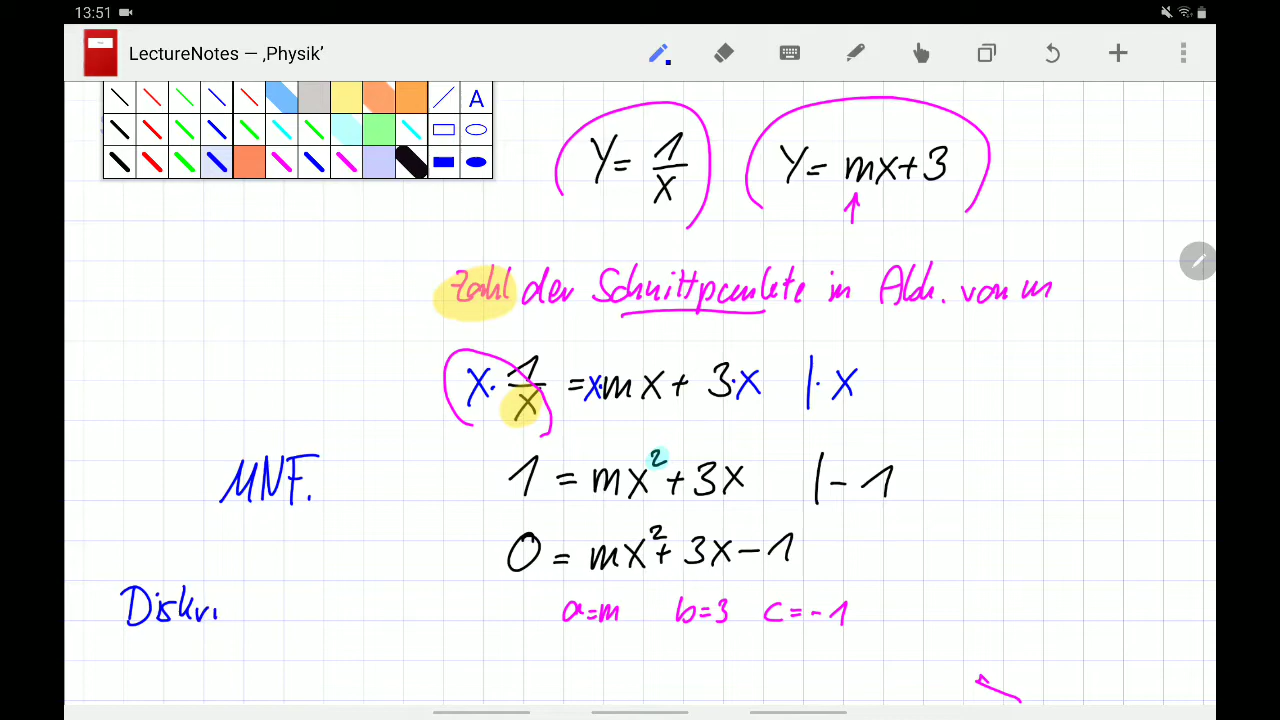 13:51
LectureNotes — ‚Physik’
A
Y = 1/x Y = mx+3
Zahl der Schnittpunkte in Abh. von m
x· 1/x = x·mx + 3·x |· x
1 = mx² + 3x |- 1
MNF.
0 = mx² + 3x - 1
Diskri
a=m b=3 c=-1